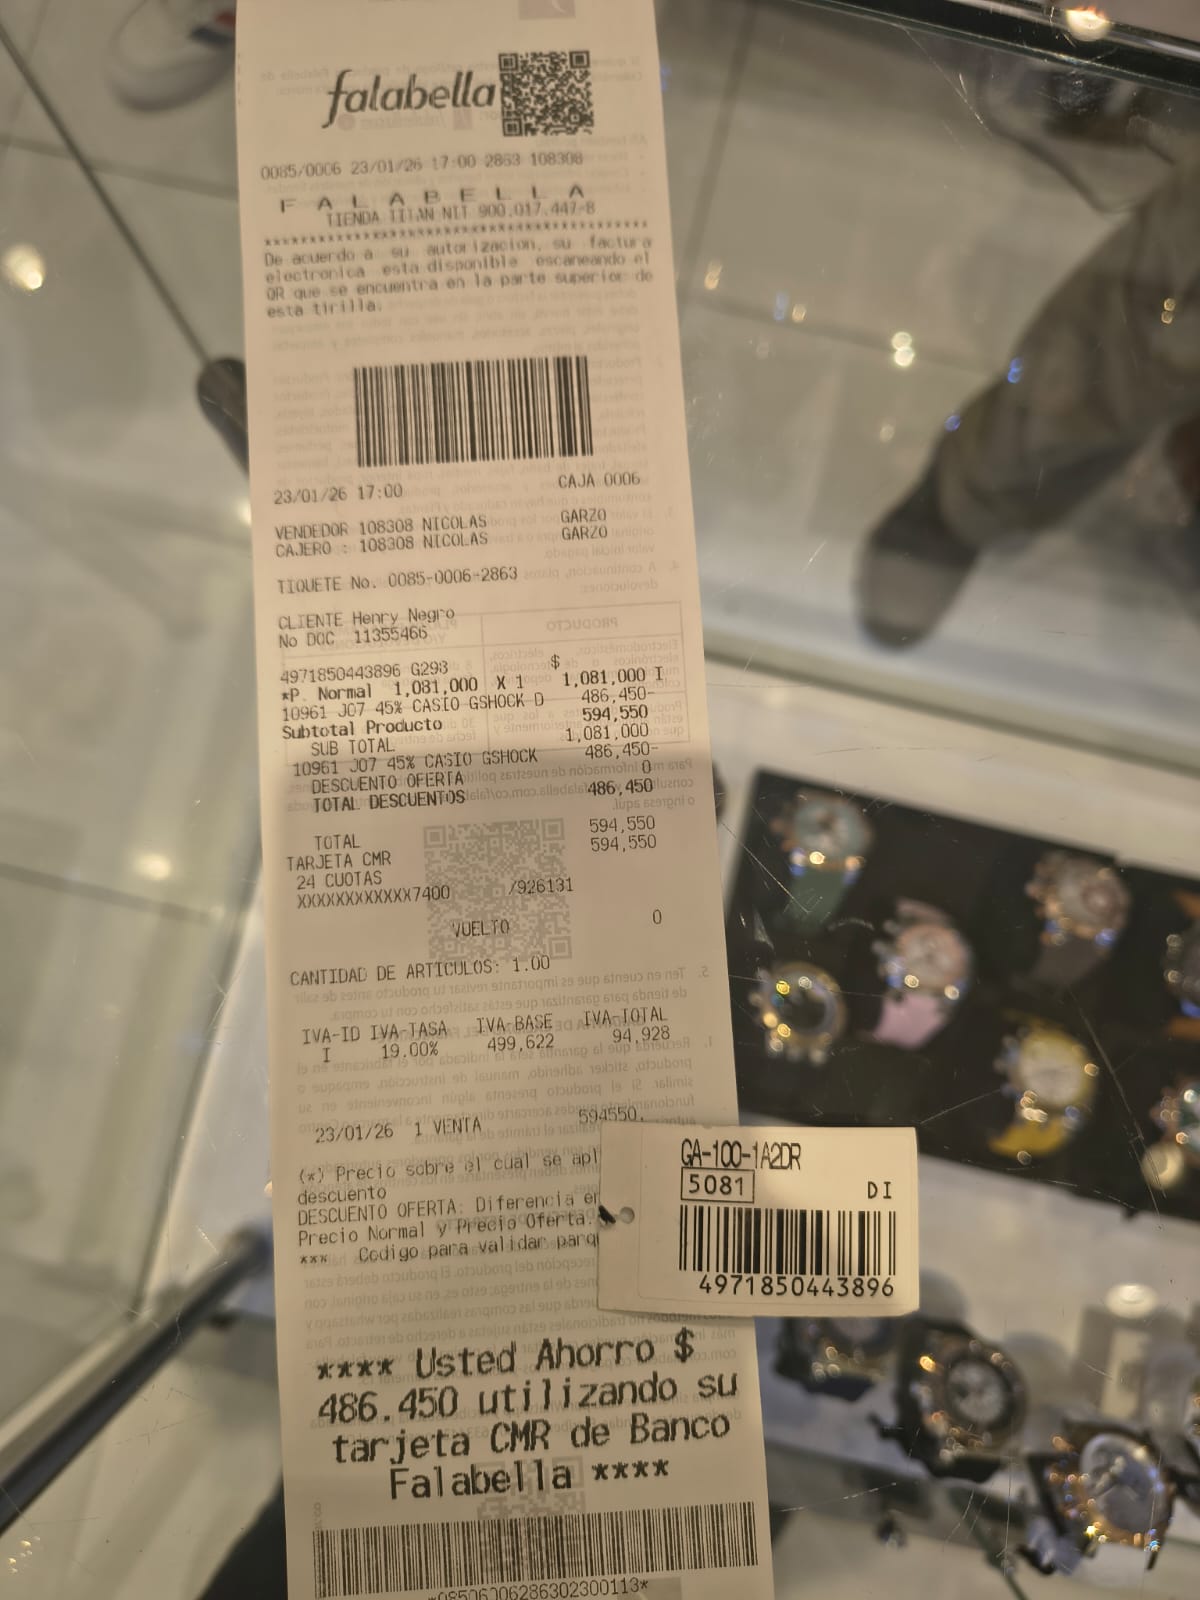 falabella
0085/0006 23/01/26 17:00 2863 108308
F A L A B E L L A
TIENDA TITAN NIT 900.017.447-8
******************************************
De acuerdo a su autorizacion, su factura
electronica esta disponible escaneando el
QR que se encuentra en la parte superior de
esta tirilla.
23/01/26 17:00 CAJA 0006
VENDEDOR 108308 NICOLAS GARZO
CAJERO : 108308 NICOLAS GARZO
TIQUETE No. 0085-0006-2863
CLIENTE Henry Negro
No DOC 11355466
$
4971850443896 G293
*P. Normal 1,081,000 X 1 1,081,000 I
10961 J07 45% CASIO GSHOCK D 486,450-
Subtotal Producto 594,550
SUB TOTAL 1,081,000
10961 J07 45% CASIO GSHOCK 486,450-
DESCUENTO OFERTA 0
TOTAL DESCUENTOS 486,450
TOTAL 594,550
TARJETA CMR 594,550
24 CUOTAS
XXXXXXXXXXXX7400 /926131
VUELTO 0
CANTIDAD DE ARTICULOS: 1.00
IVA-ID IVA-TASA IVA-BASE IVA-TOTAL
I 19.00% 499,622 94,928
23/01/26 1 VENTA 594550.
(*) Precio sobre el cual se apl
descuento
DESCUENTO OFERTA: Diferencia en
Precio Normal y Precio Oferta.
*** Codigo para validar parq
GA-100-1A2DR
5081 DI
4971850443896
**** Usted Ahorro $
486.450 utilizando su
tarjeta CMR de Banco
Falabella ****